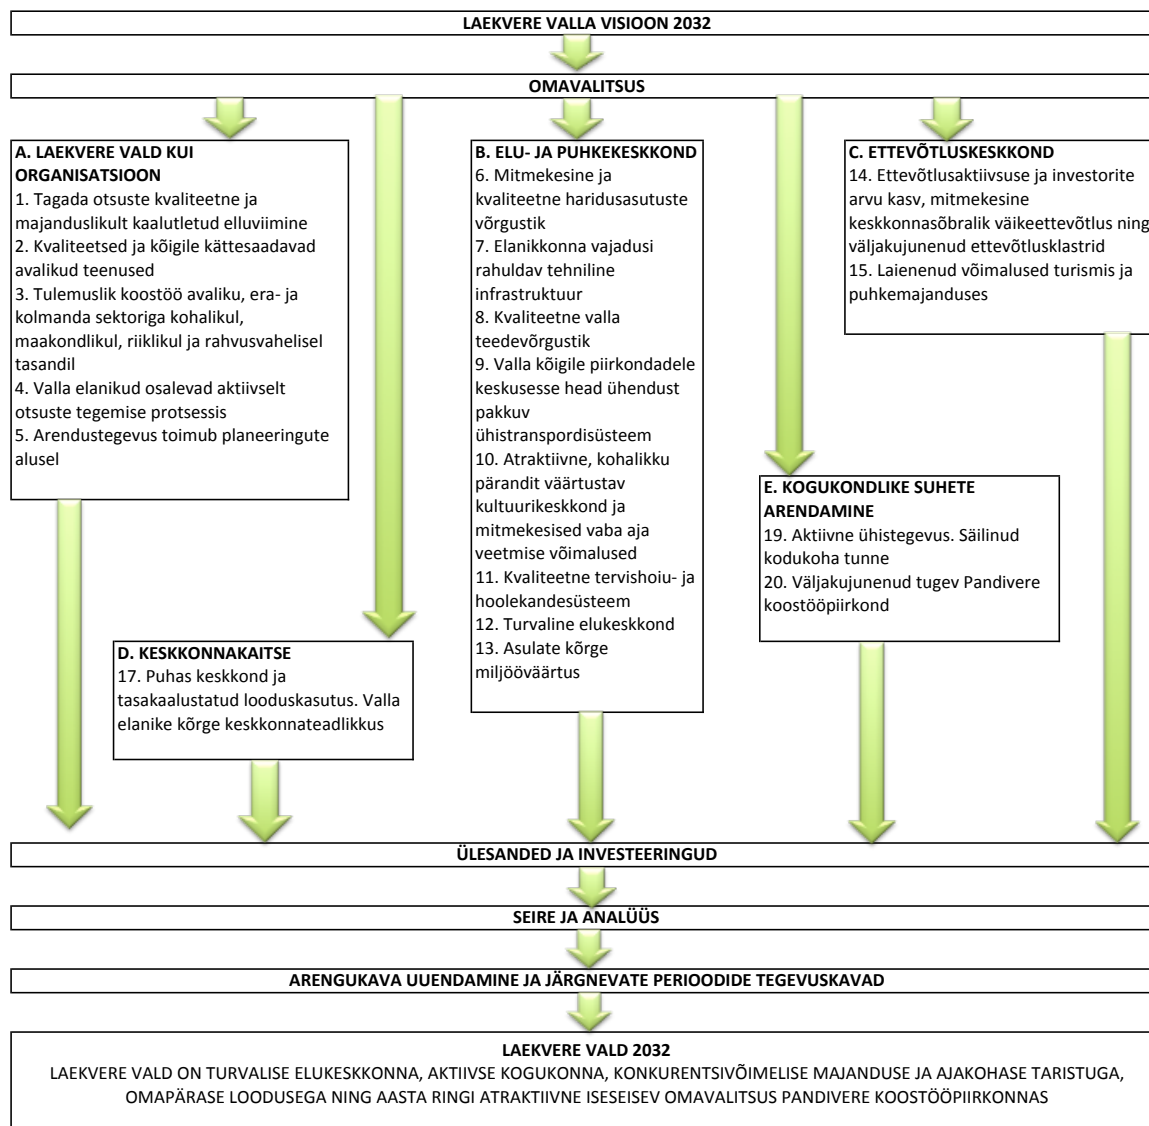 LAEKVERE VALLA VISIOON 2032
OMAVALITSUS
A. LAEKVERE VALD KUI
ORGANISATSIOON
1. Tagada otsuste kvaliteetne ja
majanduslikult kaalutletud elluviimine
2. Kvaliteetsed ja kõigile kättesaadavad
avalikud teenused
3. Tulemuslik koostöö avaliku, era- ja
kolmanda sektoriga kohalikul,
maakondlikul, riiklikul ja rahvusvahelisel
tasandil
4. Valla elanikud osalevad aktiivselt
otsuste tegemise protsessis
5. Arendustegevus toimub planeeringute
alusel
B. ELU- JA PUHKEKESKKOND
6. Mitmekesine ja
kvaliteetne haridusasutuste
võrgustik
7. Elanikkonna vajadusi
rahuldav tehniline
infrastruktuur
8. Kvaliteetne valla
teedevõrgustik
9. Valla kõigile piirkondadele
keskusesse head ühendust
pakkuv
ühistranspordisüsteem
10. Atraktiivne, kohalikku
pärandit väärtustav
kultuurikeskkond ja
mitmekesised vaba aja
veetmise võimalused
11. Kvaliteetne tervishoiu- ja
hoolekandesüsteem
12. Turvaline elukeskkond
13. Asulate kõrge
miljööväärtus
C. ETTEVÕTLUSKESKKOND
14. Ettevõtlusaktiivsuse ja investorite
arvu kasv, mitmekesine
keskkonnasõbralik väikeettevõtlus ning
väljakujunenud ettevõtlusklastrid
15. Laienenud võimalused turismis ja
puhkemajanduses
D. KESKKONNAKAITSE
17. Puhas keskkond ja
tasakaalustatud looduskasutus. Valla
elanike kõrge keskkonnateadlikkus
E. KOGUKONDLIKE SUHETE
ARENDAMINE
19. Aktiivne ühistegevus. Säilinud
kodukoha tunne
20. Väljakujunenud tugev Pandivere
koostööpiirkond
ÜLESANDED JA INVESTEERINGUD
SEIRE JA ANALÜÜS
ARENGUKAVA UUENDAMINE JA JÄRGNEVATE PERIOODIDE TEGEVUSKAVAD
LAEKVERE VALD 2032
LAEKVERE VALD ON TURVALISE ELUKESKKONNA, AKTIIVSE KOGUKONNA, KONKURENTSIVÕIMELISE MAJANDUSE JA AJAKOHASE TARISTUGA,
OMAPÄRASE LOODUSEGA NING AASTA RINGI ATRAKTIIVNE ISESEISEV OMAVALITSUS PANDIVERE KOOSTÖÖPIIRKONNAS